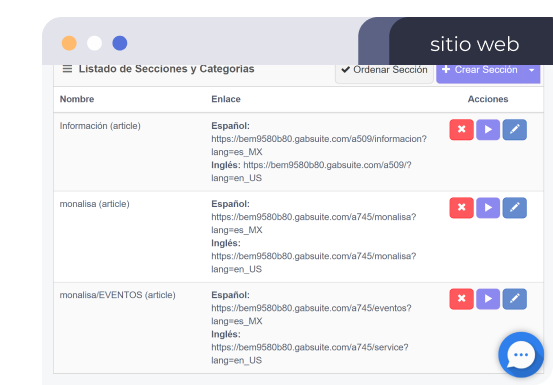 sitio web
Listado de Secciones y Categorías
Ordenar Sección
Crear Sección
Nombre
Enlace
Acciones
Información (article)
Español:
https://bem9580b80.gabsuite.com/a509/informacion?
lang=es_MX
Inglés: https://bem9580b80.gabsuite.com/a509/?
lang=en_US
monalisa (article)
Español:
https://bem9580b80.gabsuite.com/a745/monalisa?
lang=es_MX
Inglés:
https://bem9580b80.gabsuite.com/a745/monalisa?
lang=en_US
monalisa/EVENTOS (article)
Español:
https://bem9580b80.gabsuite.com/a745/eventos?
lang=es_MX
Inglés:
https://bem9580b80.gabsuite.com/a745/service?
lang=en_US